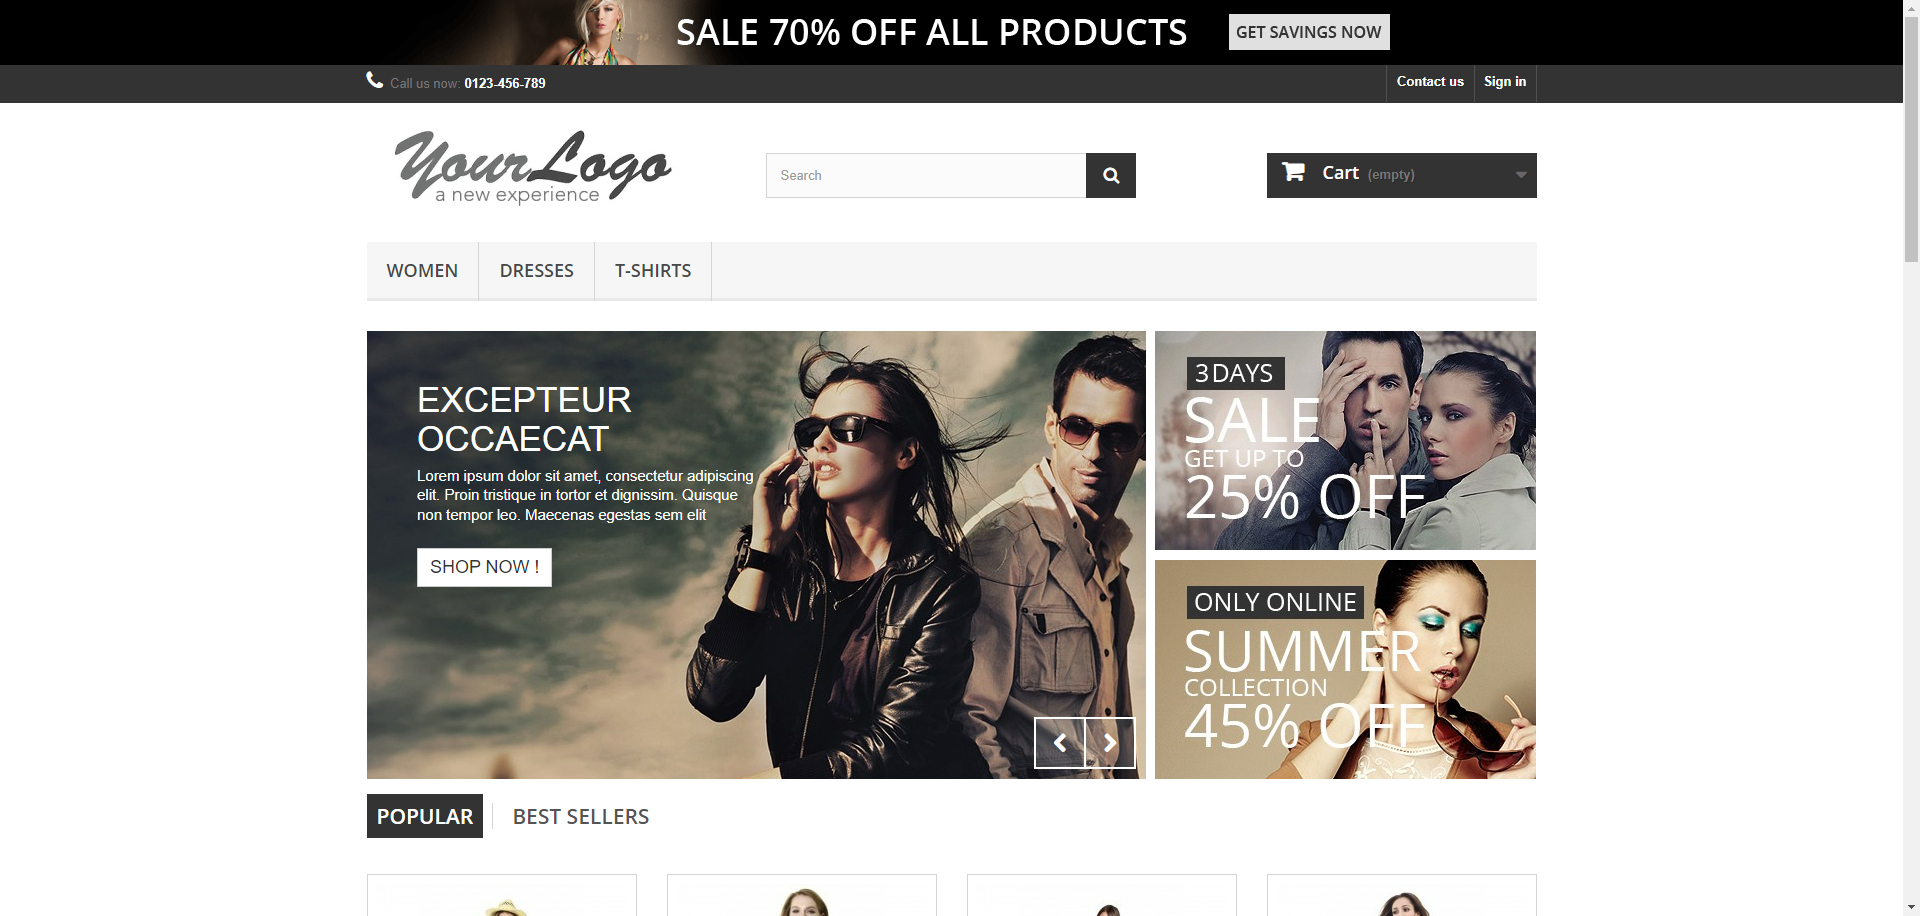 SALE 70% OFF ALL PRODUCTS
GET SAVINGS NOW
Call us now: 0123-456-789
Contact us
Sign in
YourLogo
a new experience
Search
Cart (empty)
WOMEN
DRESSES
T-SHIRTS
EXCEPTEUR
OCCAECAT
Lorem ipsum dolor sit amet, consectetur adipiscing
elit. Proin tristique in tortor et dignissim. Quisque
non tempor leo. Maecenas egestas sem elit
SHOP NOW !
3 DAYS
SALE
GET UP TO
25% OFF
ONLY ONLINE
SUMMER
COLLECTION
45% OFF
POPULAR
BEST SELLERS